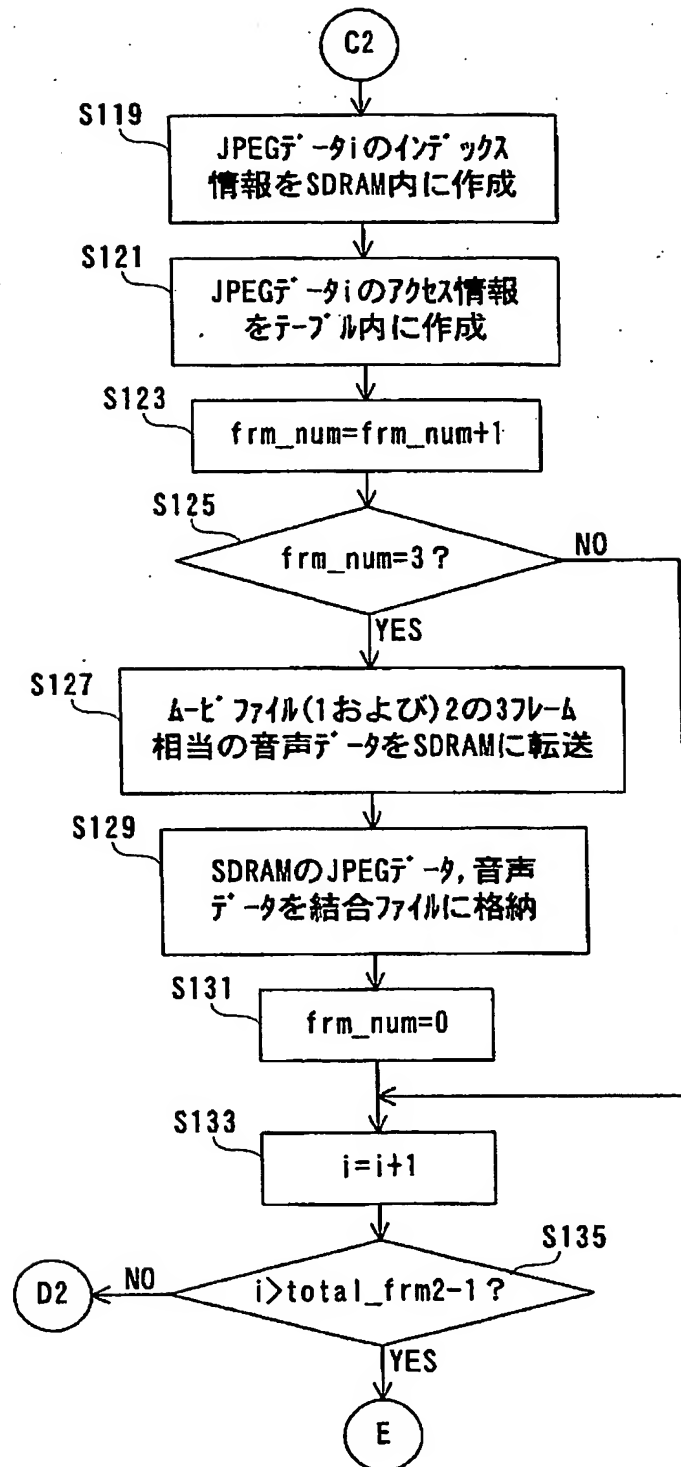 C2
S119
JPEGデータiのインデックス
情報をSDRAM内に作成
S121
JPEGデータiのアクセス情報
をテーブル内に作成
S123
frm_num=frm_num+1
S125
frm_num=3?
NO
YES
S127
ムービファイル(1および)2の3フレーム
相当の音声データをSDRAMに転送
S129
SDRAMのJPEGデータ,音声
データを結合ファイルに格納
S131
frm_num=0
S133
i=i+1
S135
i>total_frm2-1?
NO
D2
YES
E